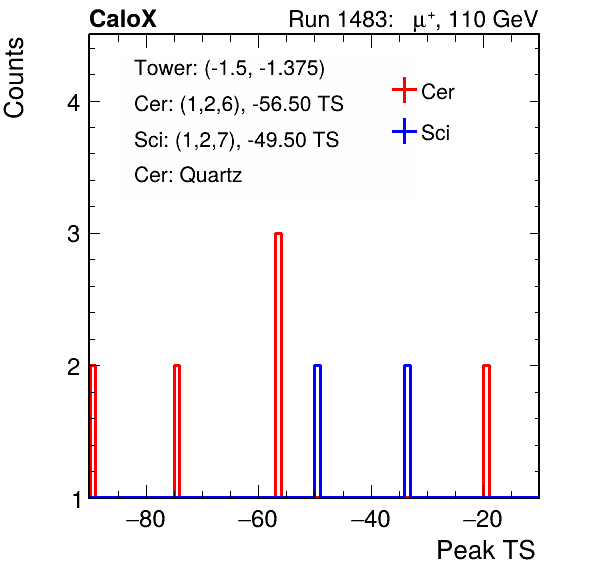 CaloX Run 1483: μ⁺, 110 GeV
Counts
Tower: (-1.5, -1.375)
Cer: (1,2,6), -56.50 TS
Sci: (1,2,7), -49.50 TS
Cer: Quartz
Cer
Sci
4
3
2
1
−80 −60 −40 −20
Peak TS